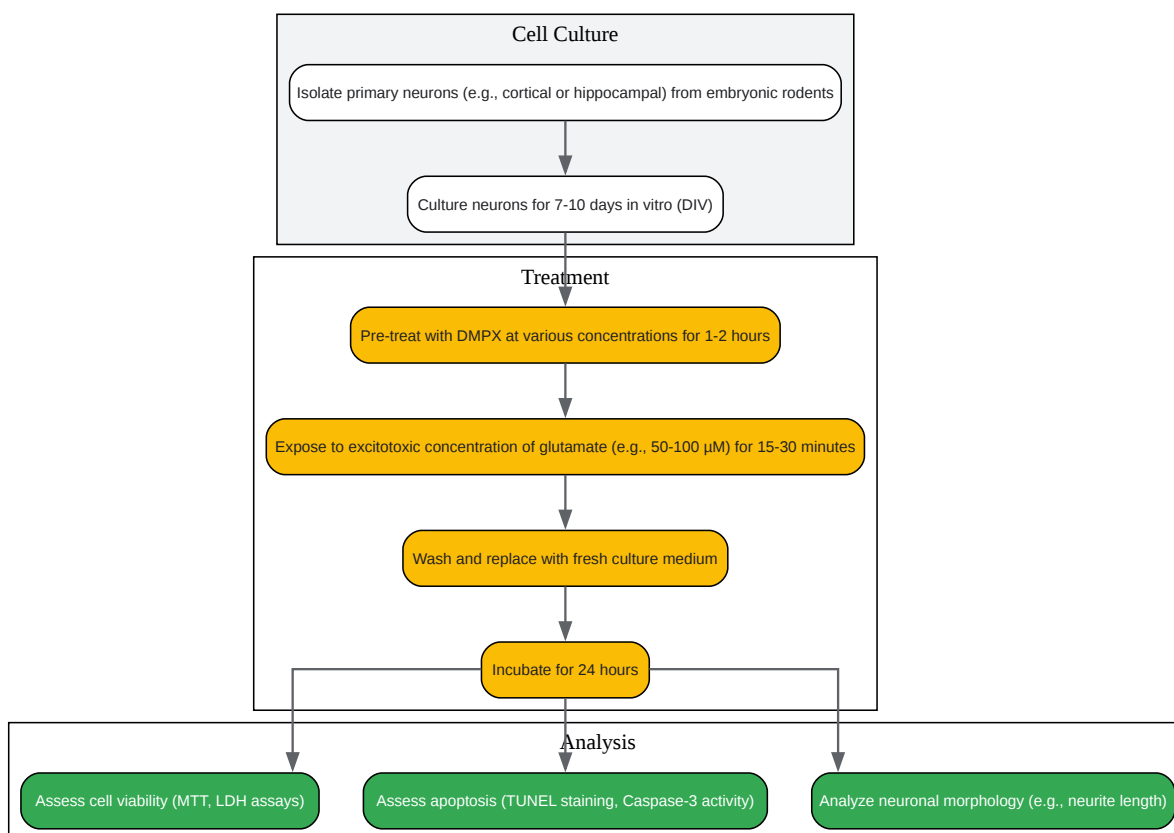 Cell Culture
Isolate primary neurons (e.g., cortical or hippocampal) from embryonic rodents
Culture neurons for 7-10 days in vitro (DIV)
Treatment
Pre-treat with DMPX at various concentrations for 1-2 hours
Expose to excitotoxic concentration of glutamate (e.g., 50-100 µM) for 15-30 minutes
Wash and replace with fresh culture medium
Incubate for 24 hours
Analysis
Assess cell viability (MTT, LDH assays)
Assess apoptosis (TUNEL staining, Caspase-3 activity)
Analyze neuronal morphology (e.g., neurite length)